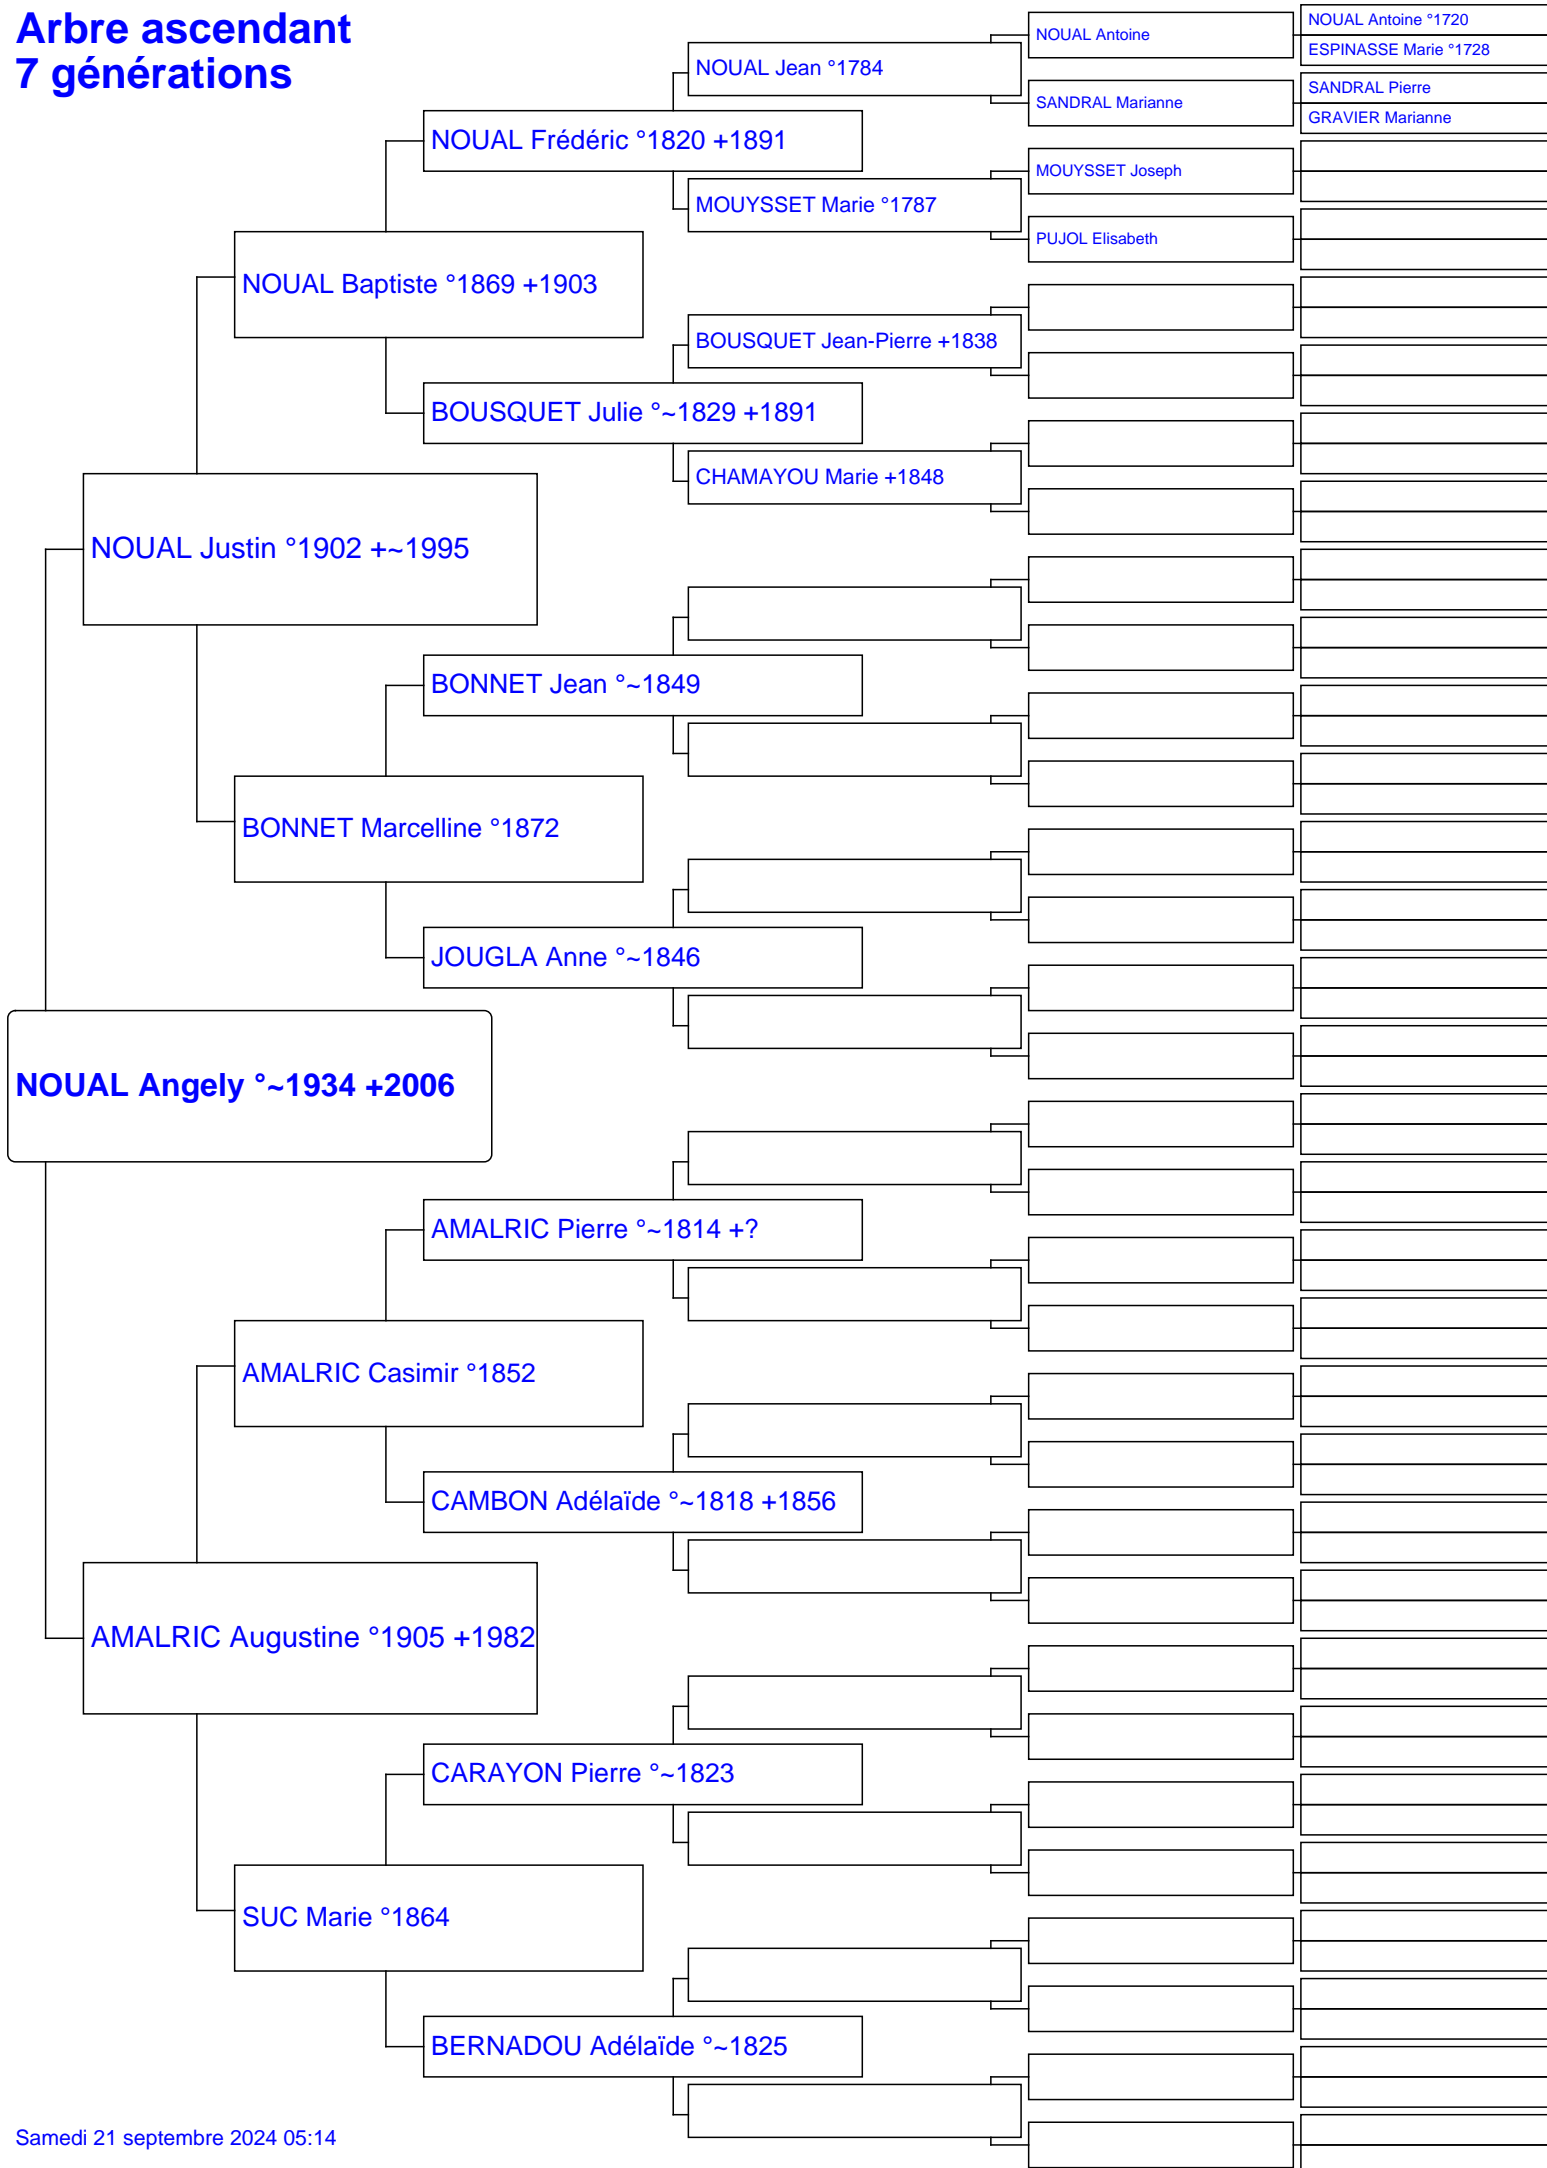 Arbre ascendant
7 générations
NOUAL Antoine °1720
ESPINASSE Marie °1728
NOUAL Antoine
NOUAL Jean °1784
SANDRAL Pierre
SANDRAL Marianne
GRAVIER Marianne
NOUAL Frédéric °1820 +1891
MOUYSSET Joseph
MOUYSSET Marie °1787
PUJOL Elisabeth
NOUAL Baptiste °1869 +1903
BOUSQUET Jean-Pierre +1838
BOUSQUET Julie °~1829 +1891
CHAMAYOU Marie +1848
NOUAL Justin °1902 +~1995
BONNET Jean °~1849
BONNET Marcelline °1872
JOUGLA Anne °~1846
NOUAL Angely °~1934 +2006
AMALRIC Pierre °~1814 +?
AMALRIC Casimir °1852
CAMBON Adélaïde °~1818 +1856
AMALRIC Augustine °1905 +1982
CARAYON Pierre °~1823
SUC Marie °1864
BERNADOU Adélaïde °~1825
Samedi 21 septembre 2024 05:14